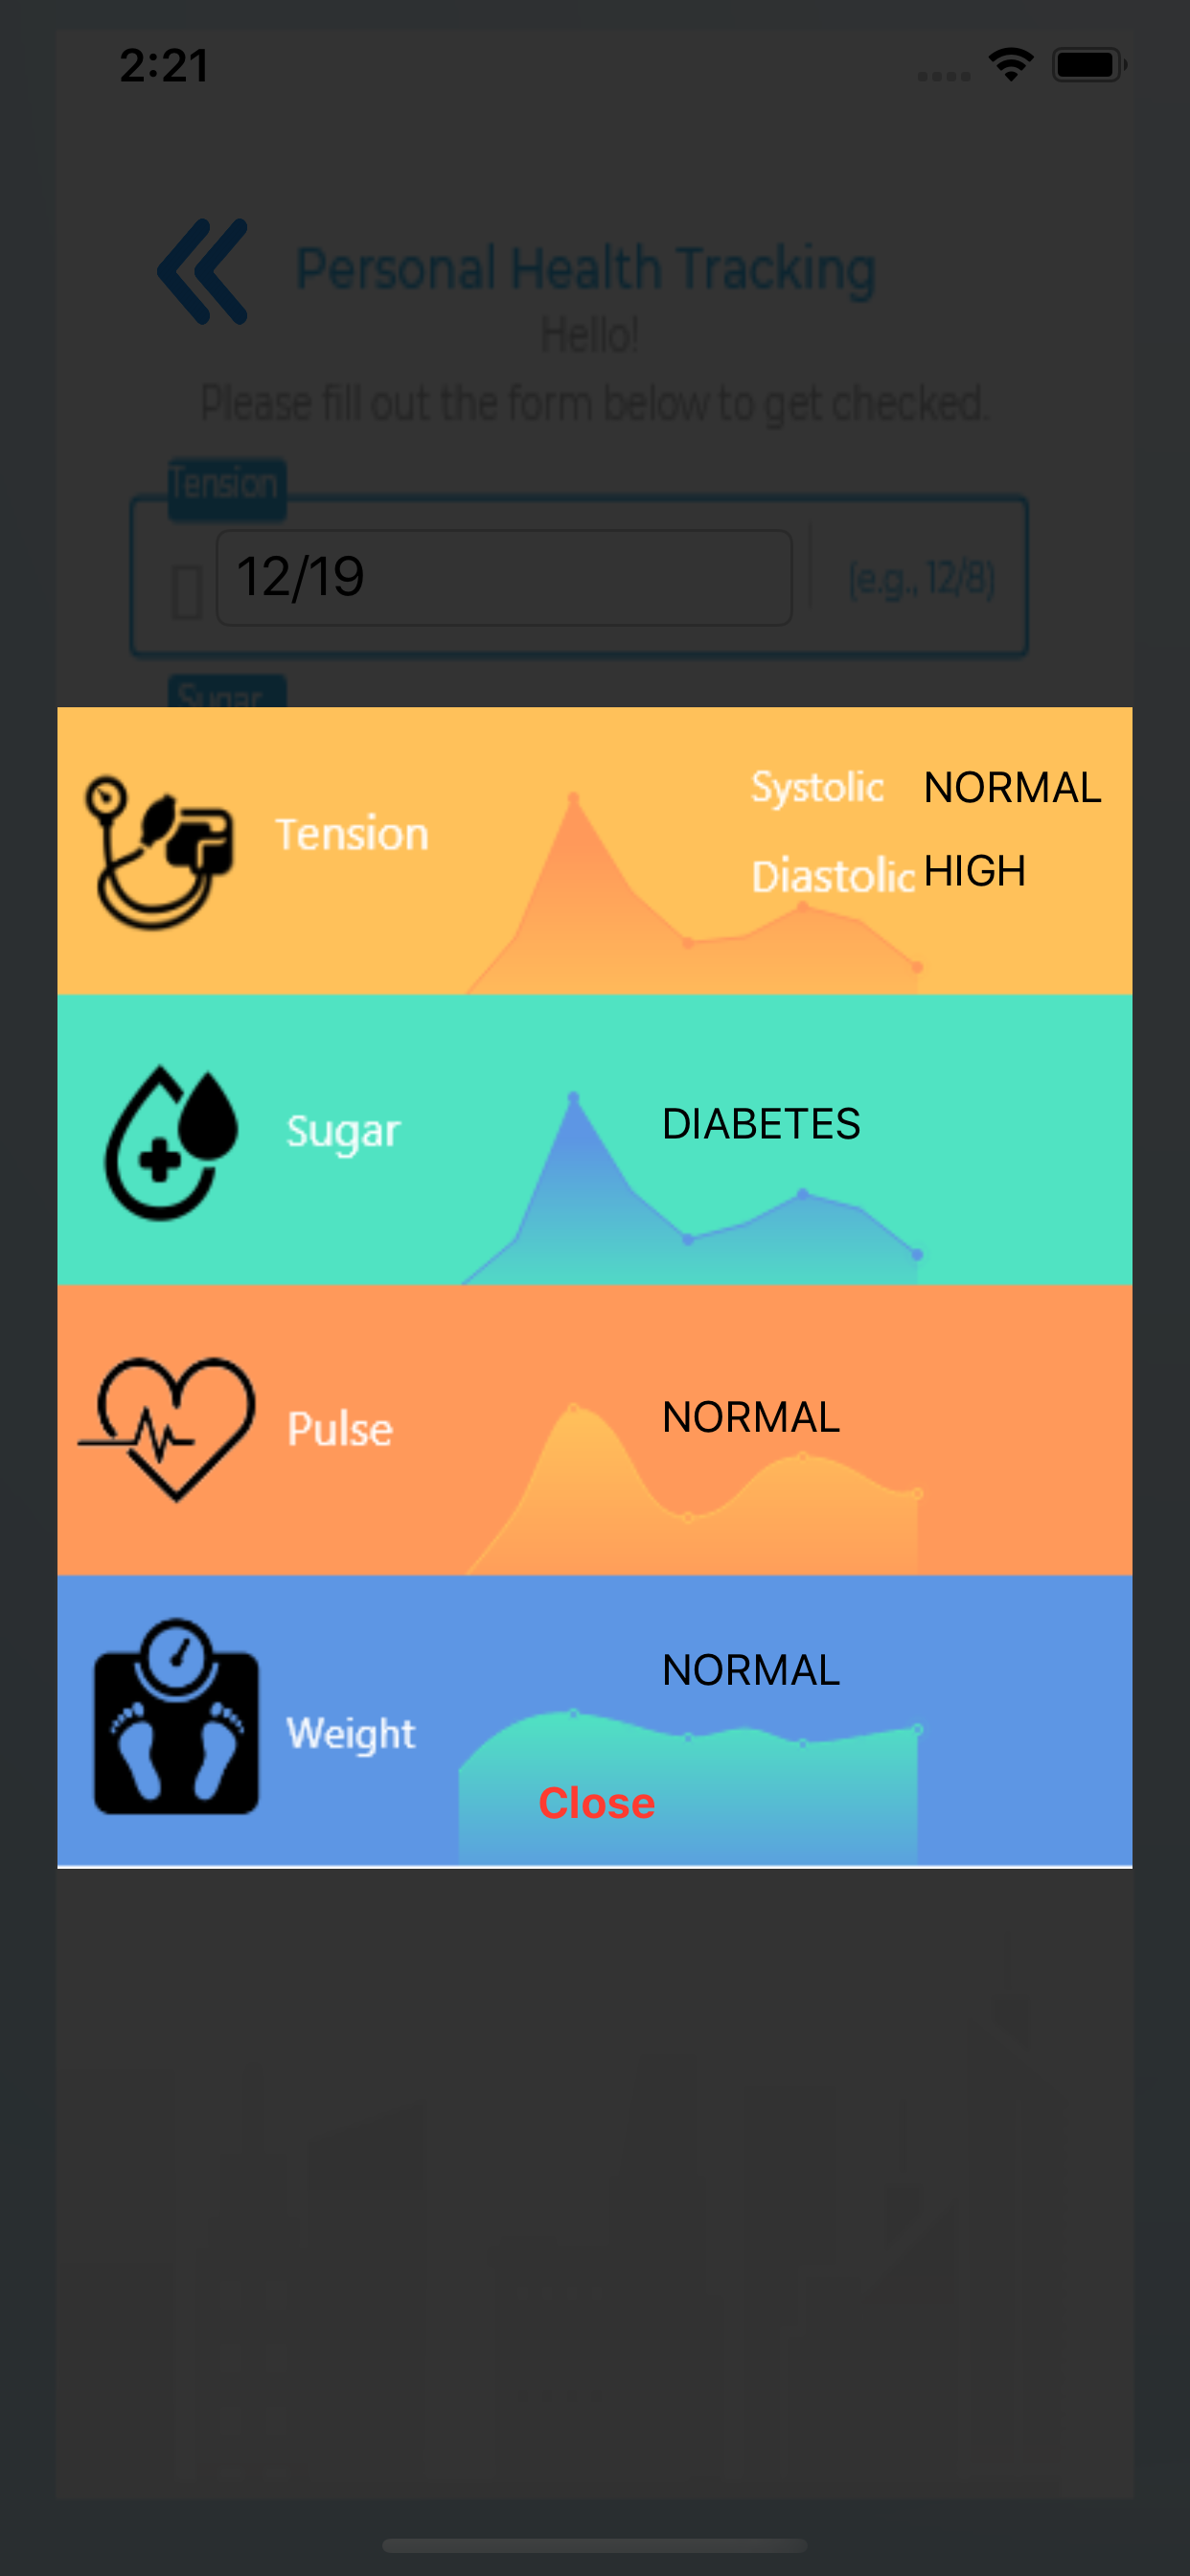 2:21
Personal Health Tracking
Hello!
Please fill out the form below to get checked.
Tension
12/19
(e.g., 12/8)
Sugar
Systolic NORMAL
Tension
Diastolic HIGH
Sugar DIABETES
Pulse NORMAL
NORMAL
Weight
Close